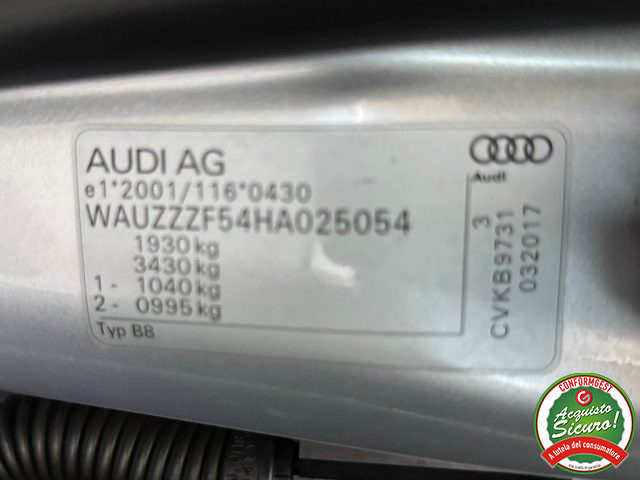 AUDI AG
e1*2001/116*0430
WAUZZZF54HA025054
1930 kg
3430 kg
1 - 1040 kg
2 - 0995 kg
Typ B8
Audi
3
CVKB9731
032017
CONFORMGEST
Acquisto
Sicuro!
a tutela del consumatore